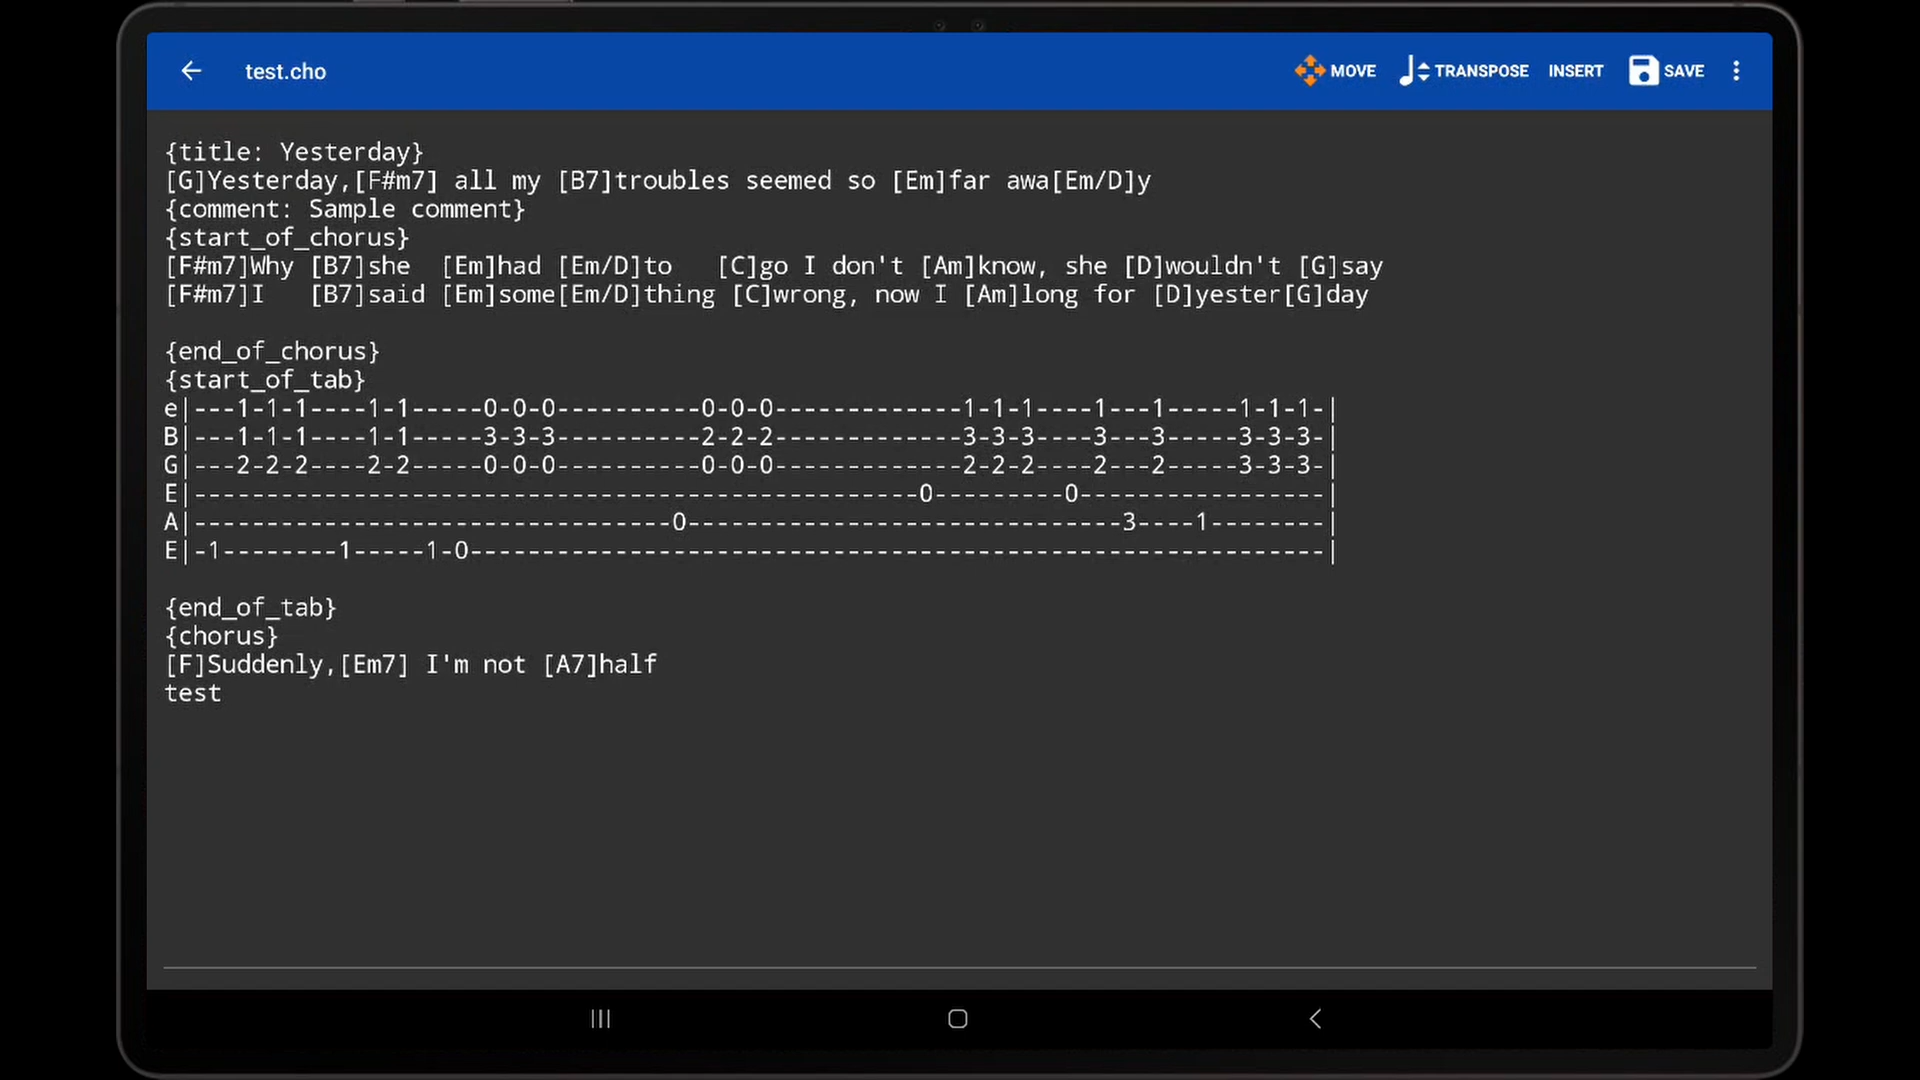 test.cho
MOVE
TRANSPOSE
INSERT
SAVE
{title: Yesterday}
[G]Yesterday,[F#m7] all my [B7]troubles seemed so [Em]far awa[Em/D]y
{comment: Sample comment}
{start_of_chorus}
[F#m7]Why [B7]she  [Em]had [Em/D]to   [C]go I don't [Am]know, she [D]wouldn't [G]say
[F#m7]I   [B7]said [Em]some[Em/D]thing [C]wrong, now I [Am]long for [D]yester[G]day
{end_of_chorus}
{start_of_tab}
e|---1-1-1----1-1-----0-0-0----------0-0-0-------------1-1-1----1---1-----1-1-1-|
B|---1-1-1----1-1-----3-3-3----------2-2-2-------------3-3-3----3---3-----3-3-3-|
G|---2-2-2----2-2-----0-0-0----------0-0-0-------------2-2-2----2---2-----3-3-3-|
E|--------------------------------------------------0---------0-----------------|
A|---------------------------------0------------------------------3----1--------|
E|-1--------1-----1-0-----------------------------------------------------------|
{end_of_tab}
{chorus}
[F]Suddenly,[Em7] I'm not [A7]half
test